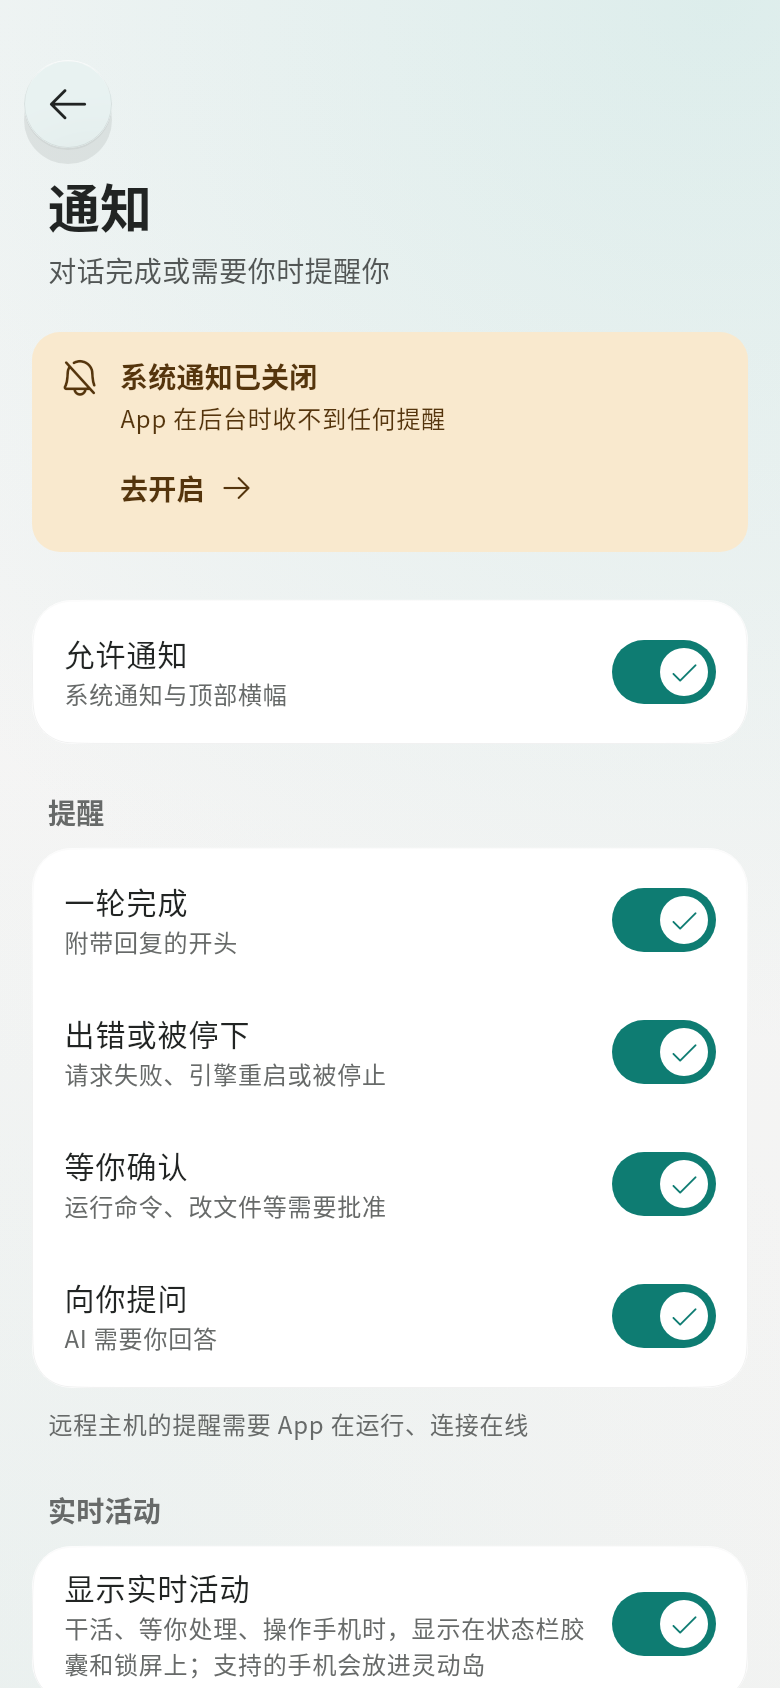 通知
对话完成或需要你时提醒你
系统通知已关闭
App 在后台时收不到任何提醒
去开启
允许通知
系统通知与顶部横幅
提醒
一轮完成
附带回复的开头
出错或被停下
请求失败、引擎重启或被停止
等你确认
运行命令、改文件等需要批准
向你提问
AI 需要你回答
远程主机的提醒需要 App 在运行、连接在线
实时活动
显示实时活动
干活、等你处理、操作手机时，显示在状态栏胶
囊和锁屏上；支持的手机会放进灵动岛